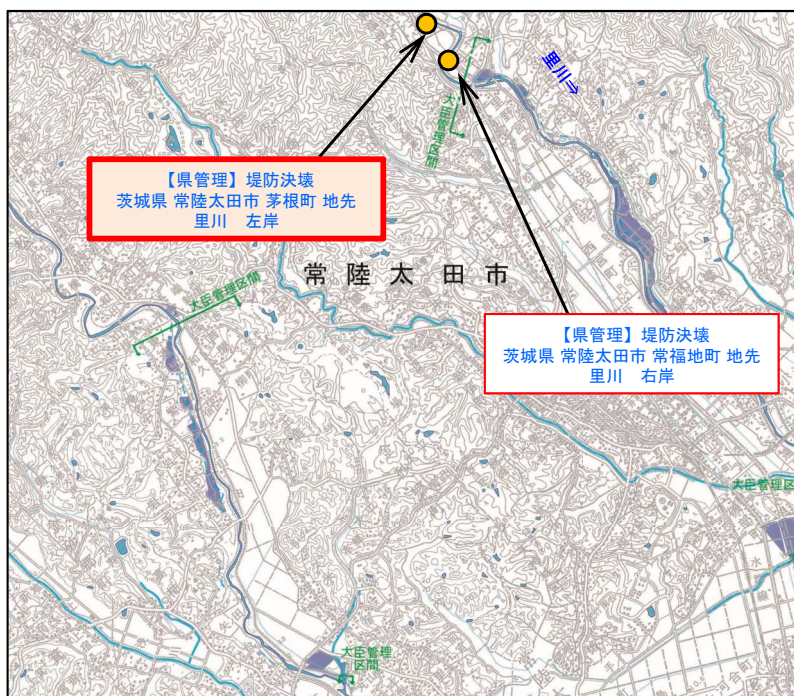 里川⇒
大臣管理区間
【県管理】堤防決壊
茨城県 常陸太田市 茅根町 地先
里川　左岸
常陸太田市
大臣管理区間
【県管理】堤防決壊
茨城県 常陸太田市 常福地町 地先
里川　右岸
大臣管理区
大臣管理
区間